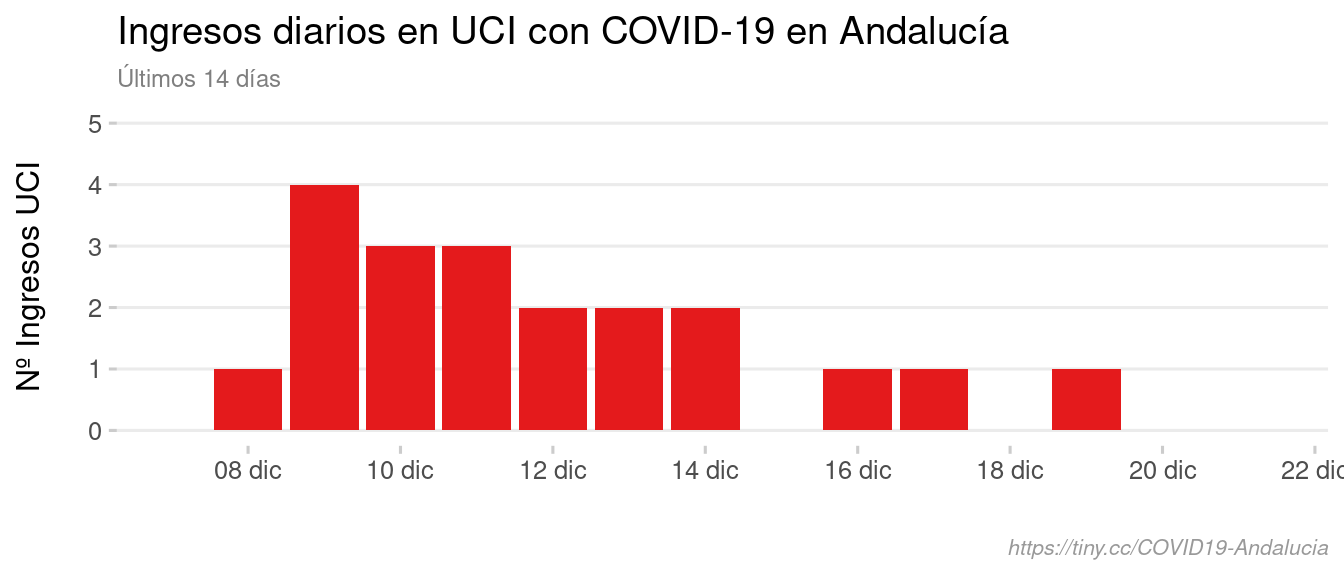 Ingresos diarios en UCI con COVID-19 en Andalucía
Últimos 14 días
Nº Ingresos UCI
5
4
3
2
1
0
08 dic 10 dic 12 dic 14 dic 16 dic 18 dic 20 dic 22 dic
https://tiny.cc/COVID19-Andalucia